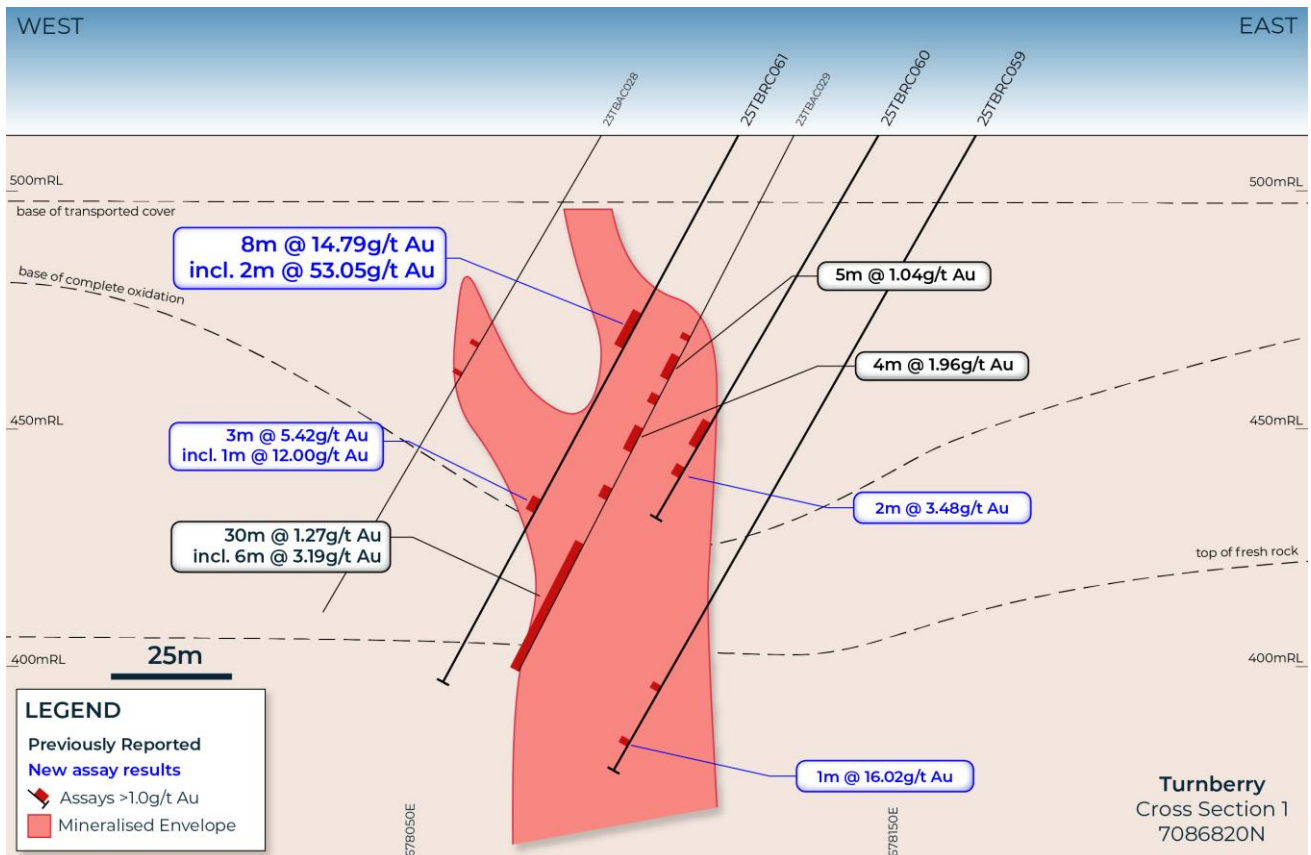 WEST
EAST
23TBAC028
25TBRC061
23TBAC029
25TBRC060
25TBRC059
500mRL
500mRL
base of transported cover
8m @ 14.79g/t Au
incl. 2m @ 53.05g/t Au
base of complete oxidation
5m @ 1.04g/t Au
4m @ 1.96g/t Au
450mRL
450mRL
3m @ 5.42g/t Au
incl. 1m @ 12.00g/t Au
2m @ 3.48g/t Au
30m @ 1.27g/t Au
incl. 6m @ 3.19g/t Au
top of fresh rock
400mRL
400mRL
25m
LEGEND
Previously Reported
New assay results
Assays >1.0g/t Au
Mineralised Envelope
678050E
678150E
1m @ 16.02g/t Au
Turnberry
Cross Section 1
7086820N